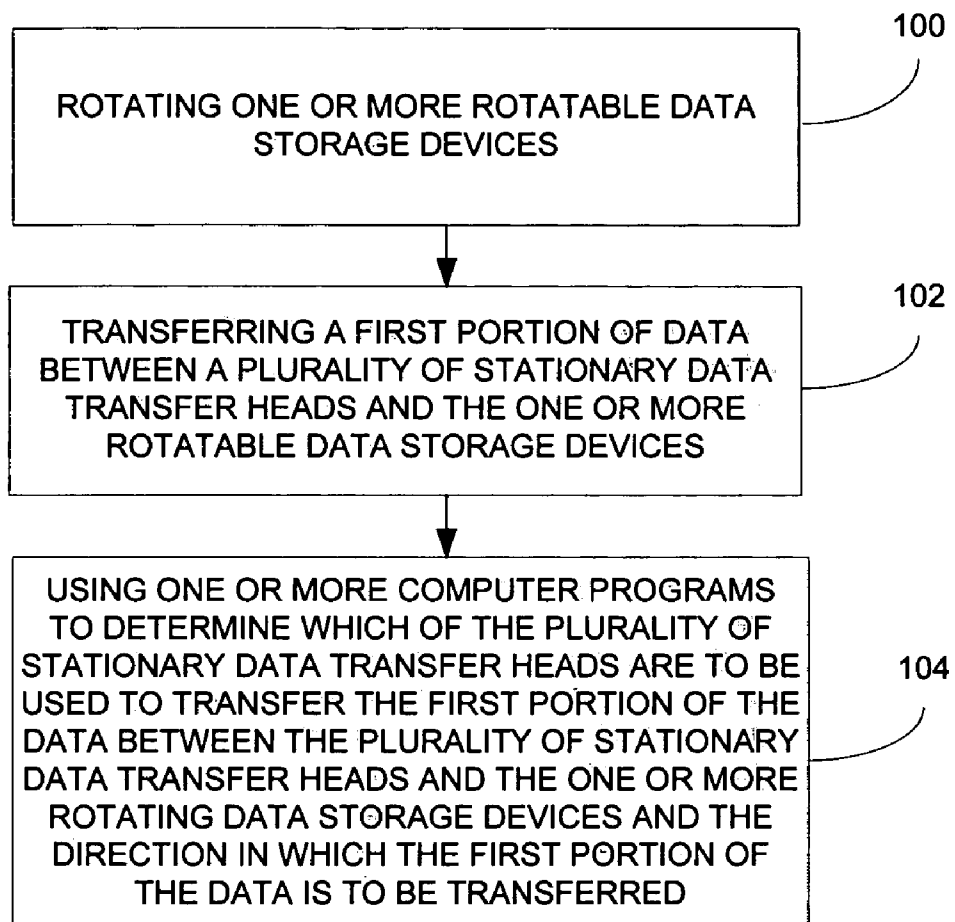 100
ROTATING ONE OR MORE ROTATABLE DATA
STORAGE DEVICES
102
TRANSFERRING A FIRST PORTION OF DATA
BETWEEN A PLURALITY OF STATIONARY DATA
TRANSFER HEADS AND THE ONE OR MORE
ROTATABLE DATA STORAGE DEVICES
USING ONE OR MORE COMPUTER PROGRAMS
TO DETERMINE WHICH OF THE PLURALITY OF
STATIONARY DATA TRANSFER HEADS ARE TO BE
USED TO TRANSFER THE FIRST PORTION OF THE
DATA BETWEEN THE PLURALITY OF STATIONARY
DATA TRANSFER HEADS AND THE ONE OR MORE
ROTATING DATA STORAGE DEVICES AND THE
DIRECTION IN WHICH THE FIRST PORTION OF
THE DATA IS TO BE TRANSFERRED
104